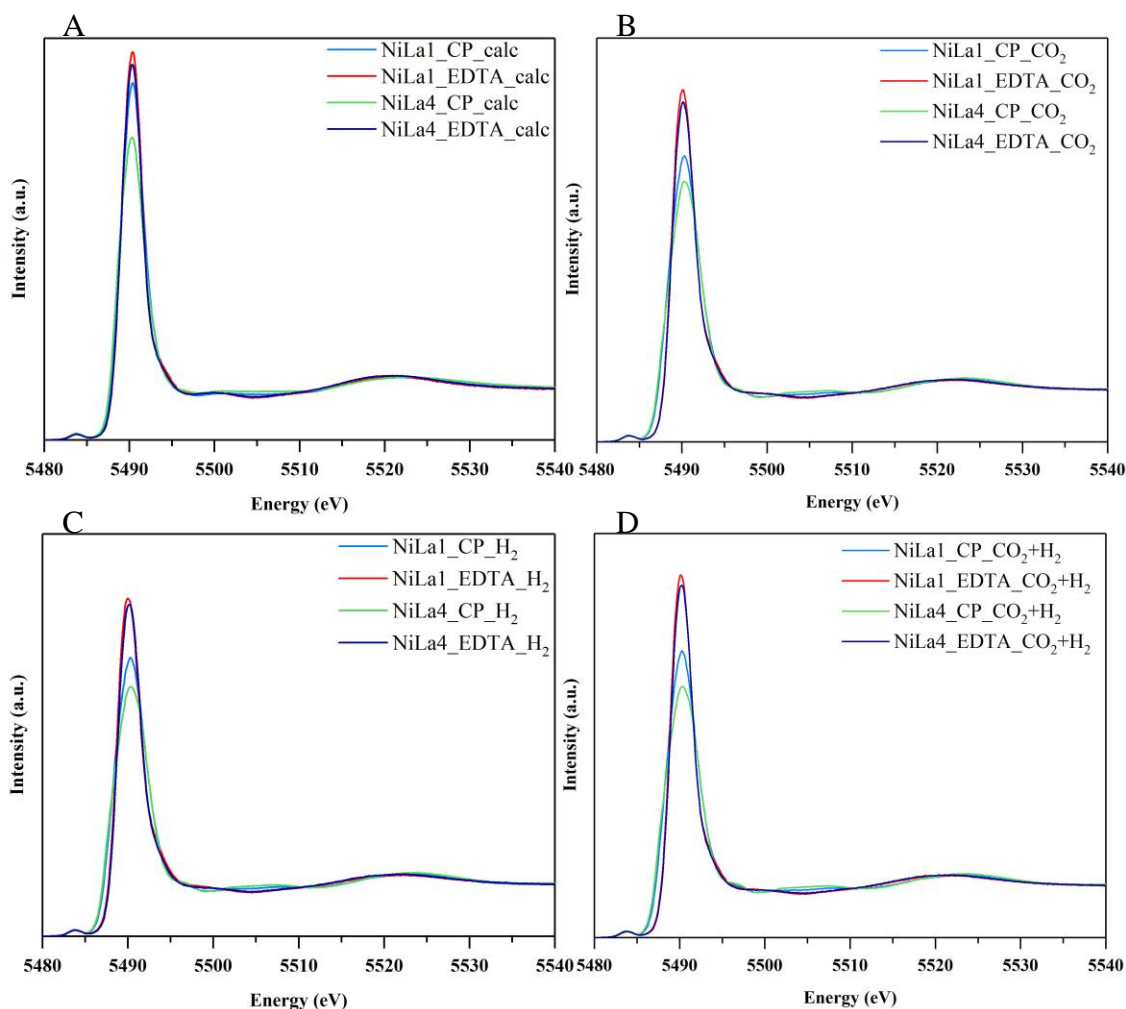 A
NiLa1_CP_calc
NiLa1_EDTA_calc
NiLa4_CP_calc
NiLa4_EDTA_calc
Intensity (a.u.)
5480 5490 5500 5510 5520 5530 5540
Energy (eV)
B
NiLa1_CP_CO₂
NiLa1_EDTA_CO₂
NiLa4_CP_CO₂
NiLa4_EDTA_CO₂
Intensity (a.u.)
5480 5490 5500 5510 5520 5530 5540
Energy (eV)
C
NiLa1_CP_H₂
NiLa1_EDTA_H₂
NiLa4_CP_H₂
NiLa4_EDTA_H₂
Intensity (a.u.)
5480 5490 5500 5510 5520 5530 5540
Energy (eV)
D
NiLa1_CP_CO₂+H₂
NiLa1_EDTA_CO₂+H₂
NiLa4_CP_CO₂+H₂
NiLa4_EDTA_CO₂+H₂
Intensity (a.u.)
5480 5490 5500 5510 5520 5530 5540
Energy (eV)